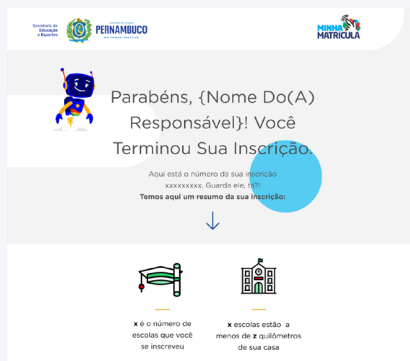 Secretaria de
Educação
e Esportes
PERNAMBUCO
MINHA
MATRÍCULA
Parabéns, {Nome Do(A)
Responsável}! Você
Terminou Sua Inscrição.
Aqui está o número da sua inscrição
xxxxxxxxx. Guarda ele, tá?!
Temos aqui um resumo da sua inscrição:
x é o número de
escolas que você
se inscreveu
x escolas estão a
menos de z quilômetros
de sua casa